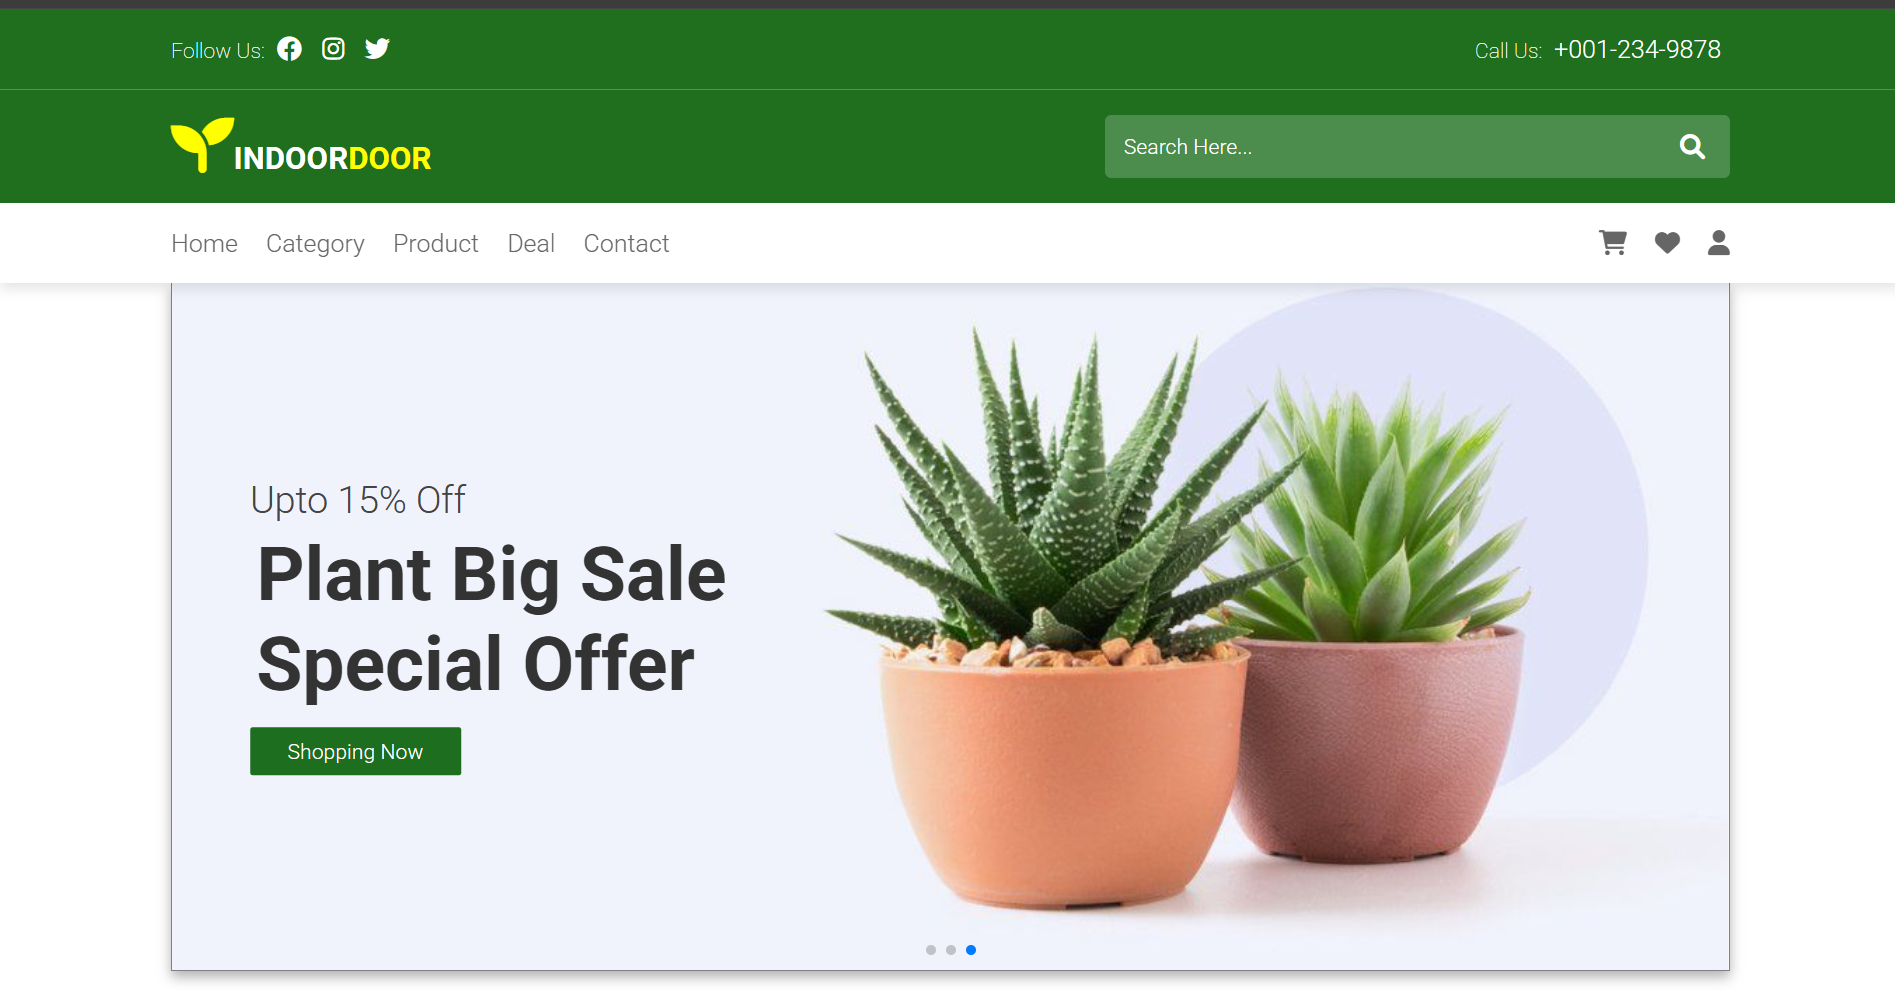 Follow Us:
Call Us: +001-234-9878
INDOORDOOR
Search Here...
Home Category Product Deal Contact
Upto 15% Off
Plant Big Sale
Special Offer
Shopping Now